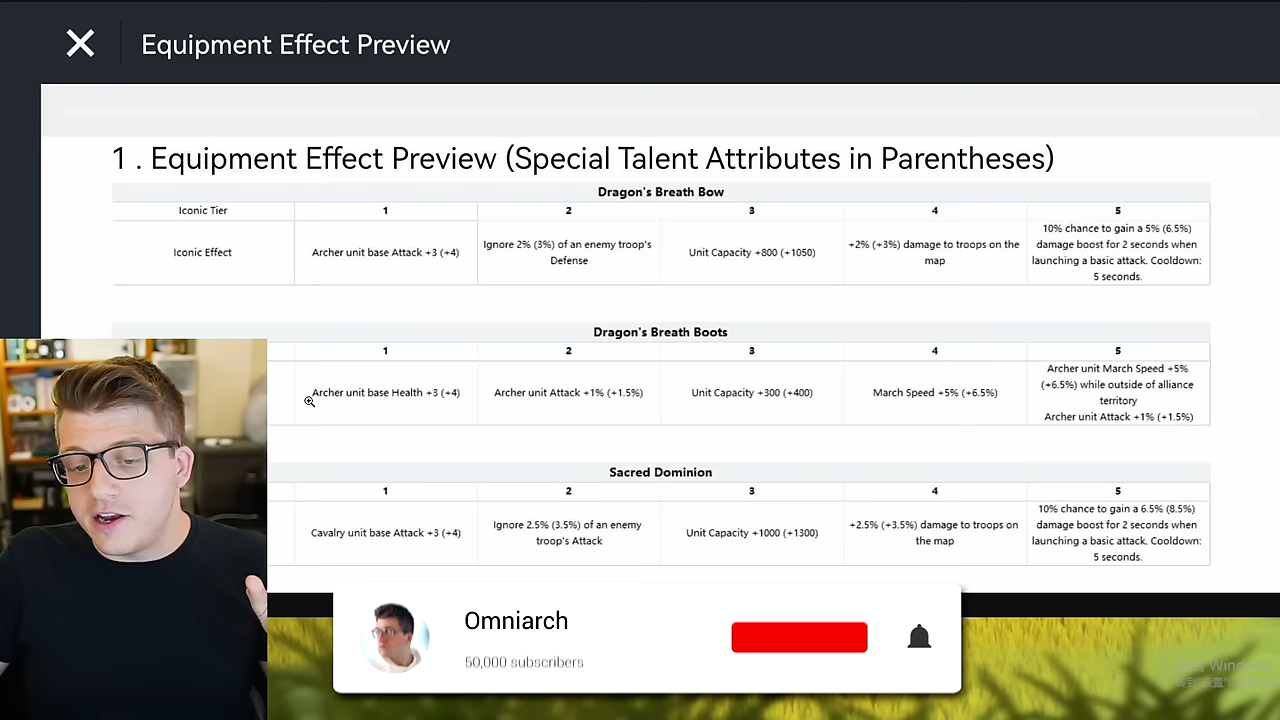 Equipment Effect Preview
1 . Equipment Effect Preview (Special Talent Attributes in Parentheses)
Dragon's Breath Bow
Iconic Tier
1
2
3
4
5
Iconic Effect
Archer unit base Attack +3 (+4)
Ignore 2% (3%) of an enemy troop's
Defense
Unit Capacity +800 (+1050)
+2% (+3%) damage to troops on the
map
10% chance to gain a 5% (6.5%)
damage boost for 2 seconds when
launching a basic attack. Cooldown:
5 seconds.
Dragon's Breath Boots
1
2
3
4
5
Archer unit base Health +3 (+4)
Archer unit Attack +1% (+1.5%)
Unit Capacity +300 (+400)
March Speed +5% (+6.5%)
Archer unit March Speed +5%
(+6.5%) while outside of alliance
territory
Archer unit Attack +1% (+1.5%)
Sacred Dominion
1
2
3
4
5
Cavalry unit base Attack +3 (+4)
Ignore 2.5% (3.5%) of an enemy
troop's Attack
Unit Capacity +1000 (+1300)
+2.5% (+3.5%) damage to troops on
the map
10% chance to gain a 6.5% (8.5%)
damage boost for 2 seconds when
launching a basic attack. Cooldown:
5 seconds.
Omniarch
50,000 subscribers